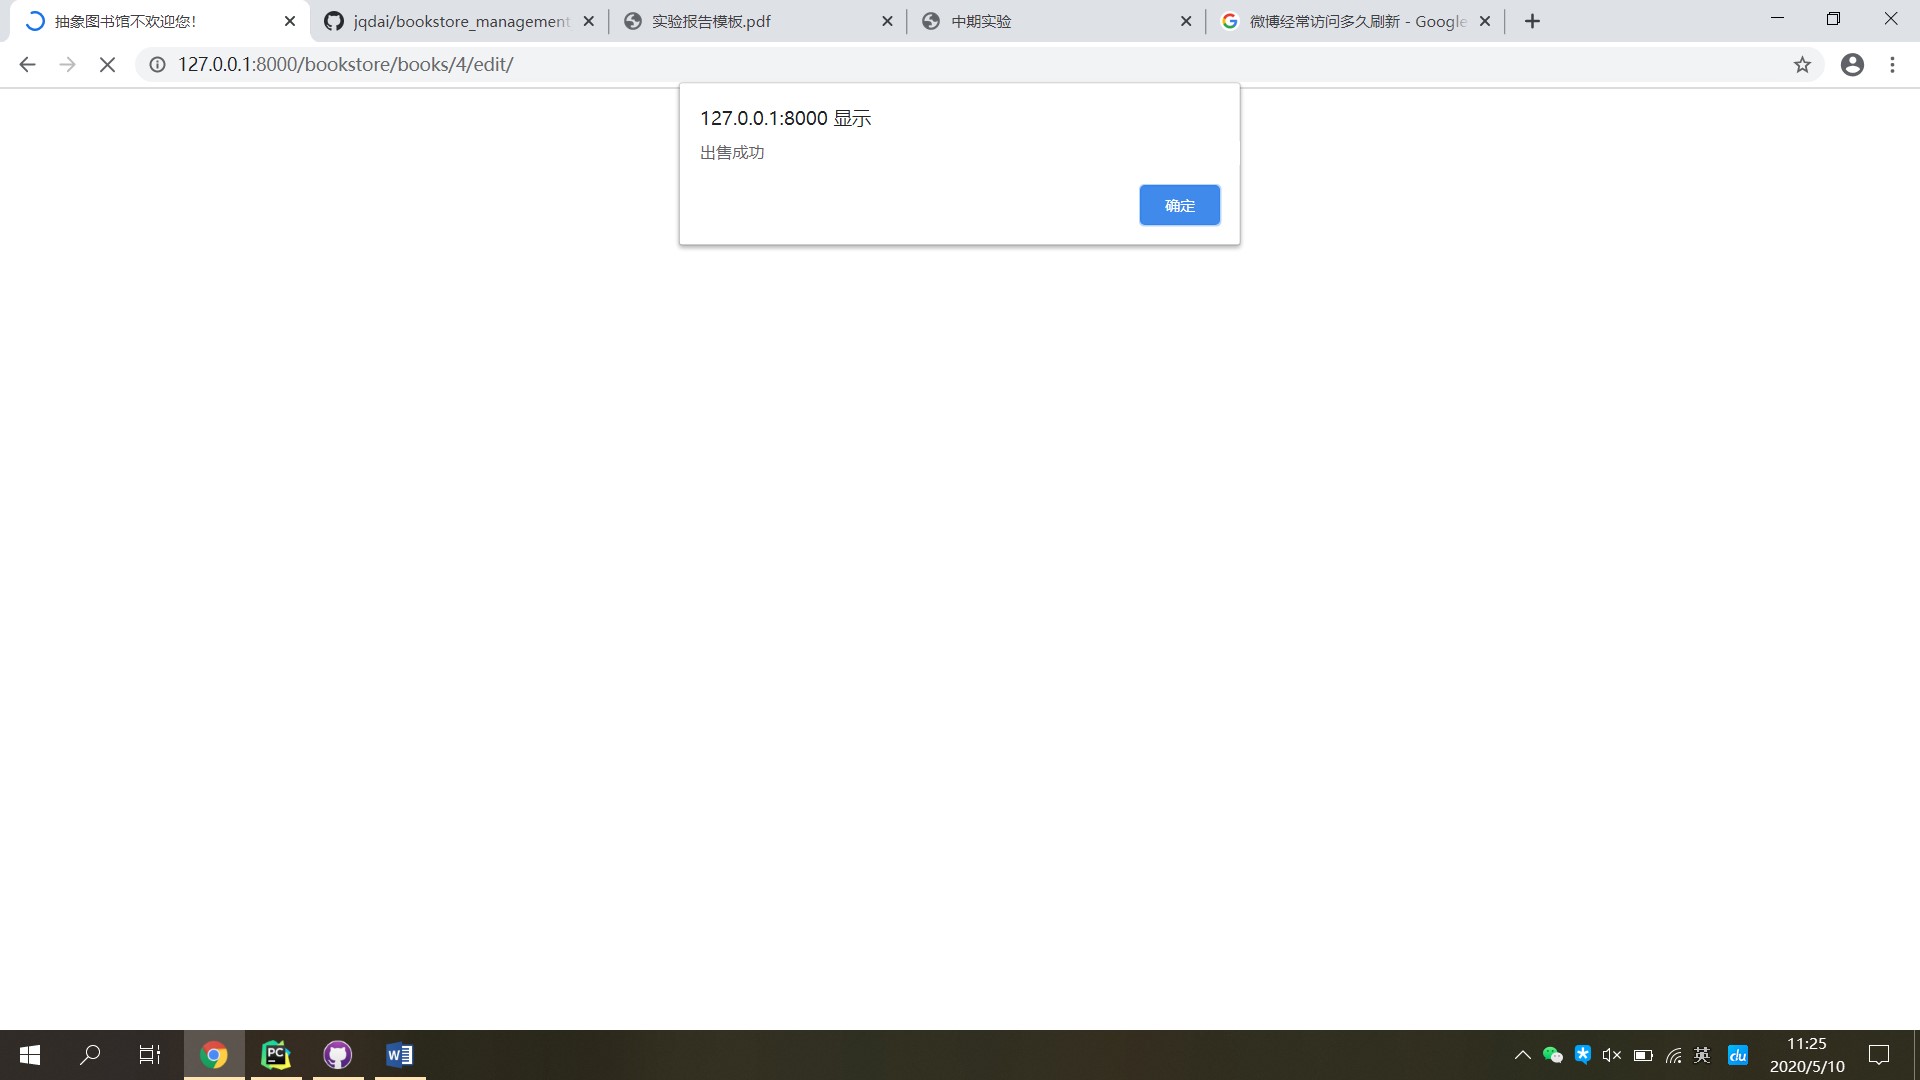 抽象图书馆不欢迎您!
jqdai/bookstore_management
实验报告模板.pdf
中期实验
微博经常访问多久刷新 - Google
127.0.0.1:8000/bookstore/books/4/edit/
127.0.0.1:8000 显示
出售成功
确定
PC
W
英
du
11:25
2020/5/10